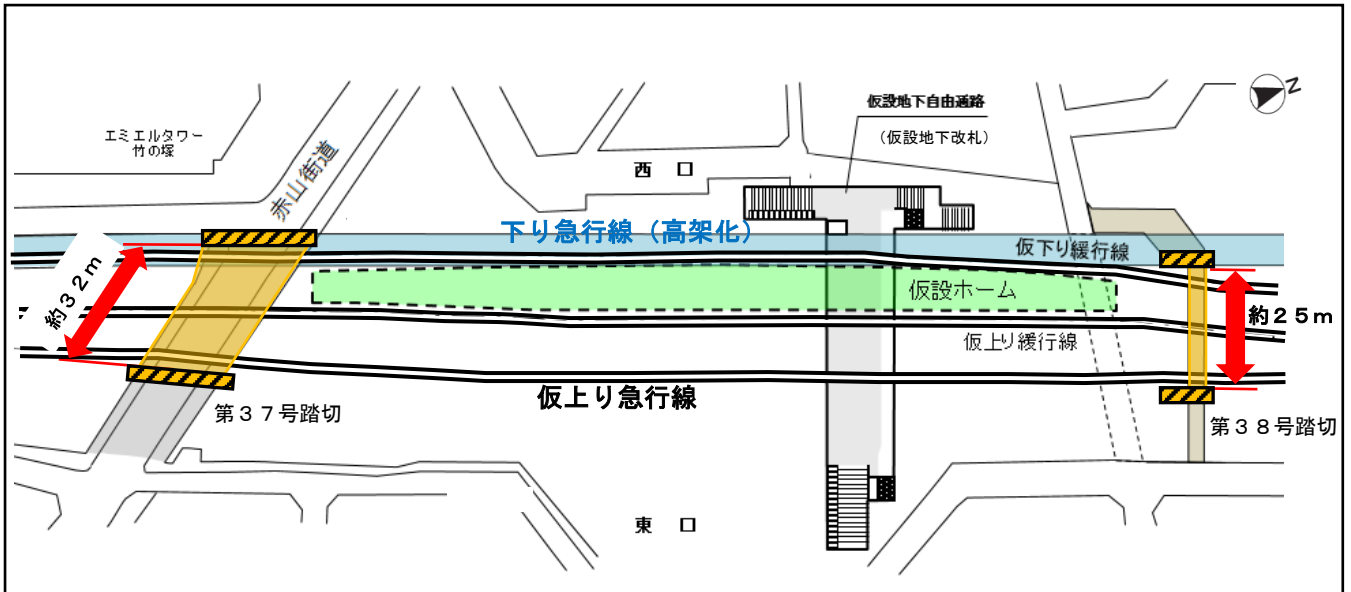 仮設地下自由通路
(仮設地下改札)
N
エミエルタワー
竹の塚
赤山街道
西 口
下り急行線（高架化）
仮下り緩行線
約３２ｍ
仮設ホーム
約２５ｍ
仮上り緩行線
仮上り急行線
第３７号踏切
第３８号踏切
東 口